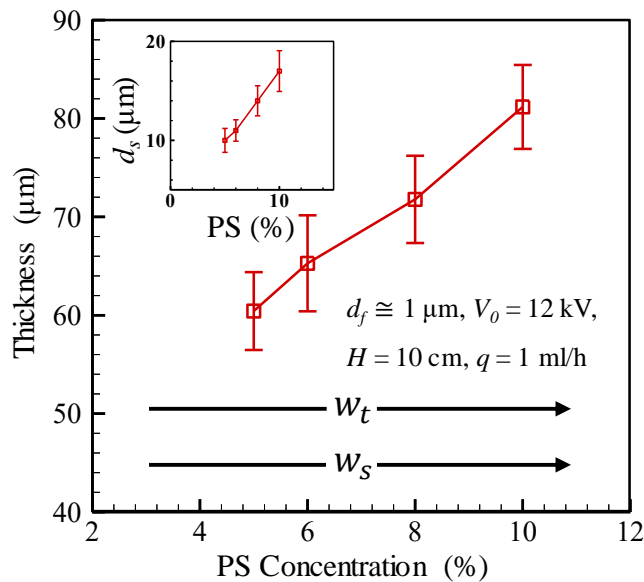 90
80
70
60
50
40
Thickness (μm)
20
10
0
10
d_s (μm)
PS (%)
d_f ≅ 1 μm, V_0 = 12 kV,
H = 10 cm, q = 1 ml/h
w_t
w_s
2
4
6
8
10
12
PS Concentration (%)